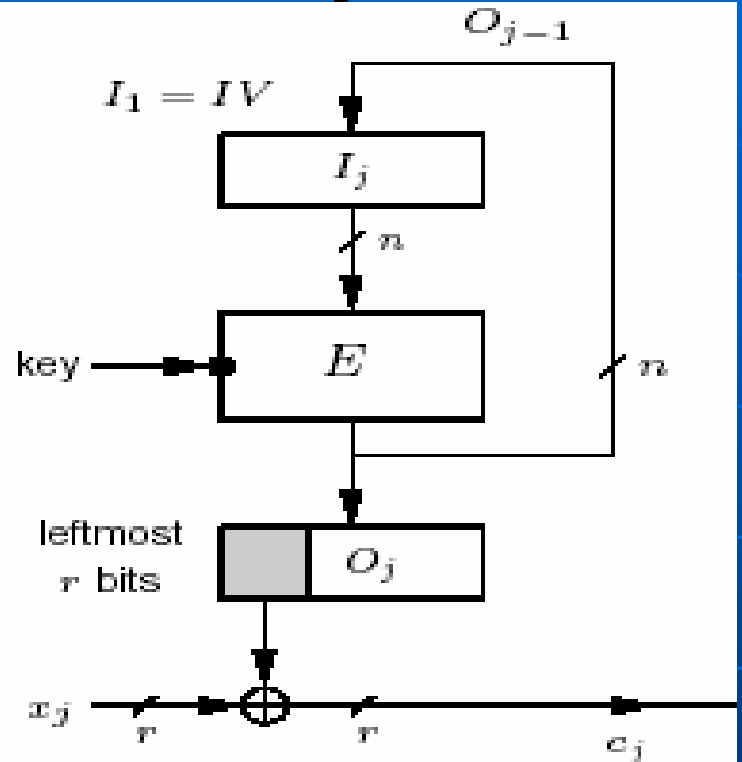 O_{j-1}
I_1 = IV
I_j
n
key
E
n
leftmost
r bits
O_j
x_j
r
r
c_j